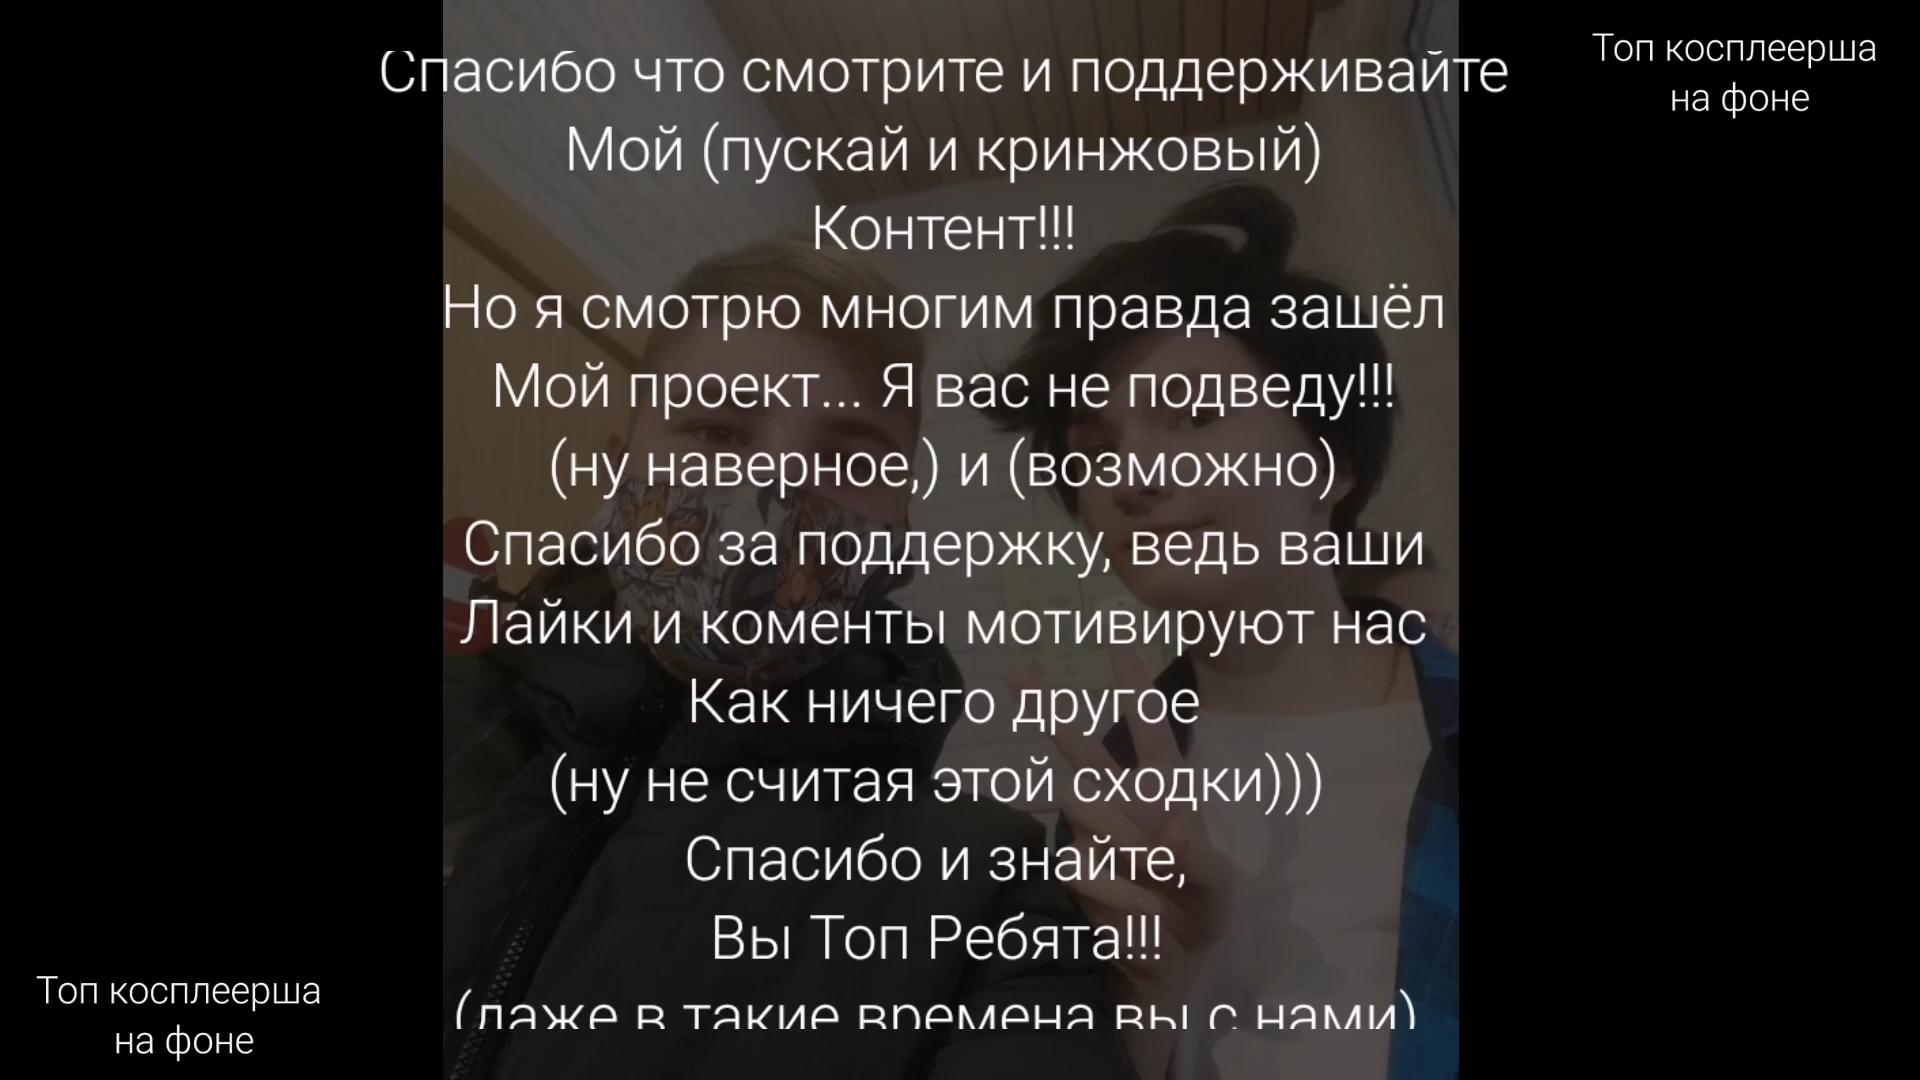 Спасибо что смотрите и поддерживайте
Мой (пускай и кринжовый)
Контент!!!
Но я смотрю многим правда зашёл
Мой проект... Я вас не подведу!!!
(ну наверное,) и (возможно)
Спасибо за поддержку, ведь ваши
Лайки и коменты мотивируют нас
Как ничего другое
(ну не считая этой сходки)))
Спасибо и знайте,
Вы Топ Ребята!!!
(даже в такие времена вы с нами)
Топ косплеерша
на фоне
Топ косплеерша
на фоне